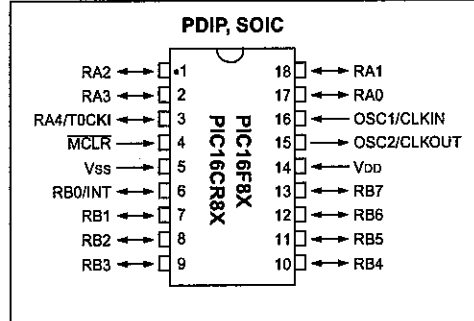 PDIP, SOIC
RA2 1 18 RA1
RA3 2 17 RA0
RA4/T0CKI 3 16 OSC1/CLKIN
MCLR 4 15 OSC2/CLKOUT
Vss 5 14 VDD
RB0/INT 6 13 RB7
RB1 7 12 RB6
RB2 8 11 RB5
RB3 9 10 RB4
PIC16F8X
PIC16CR8X